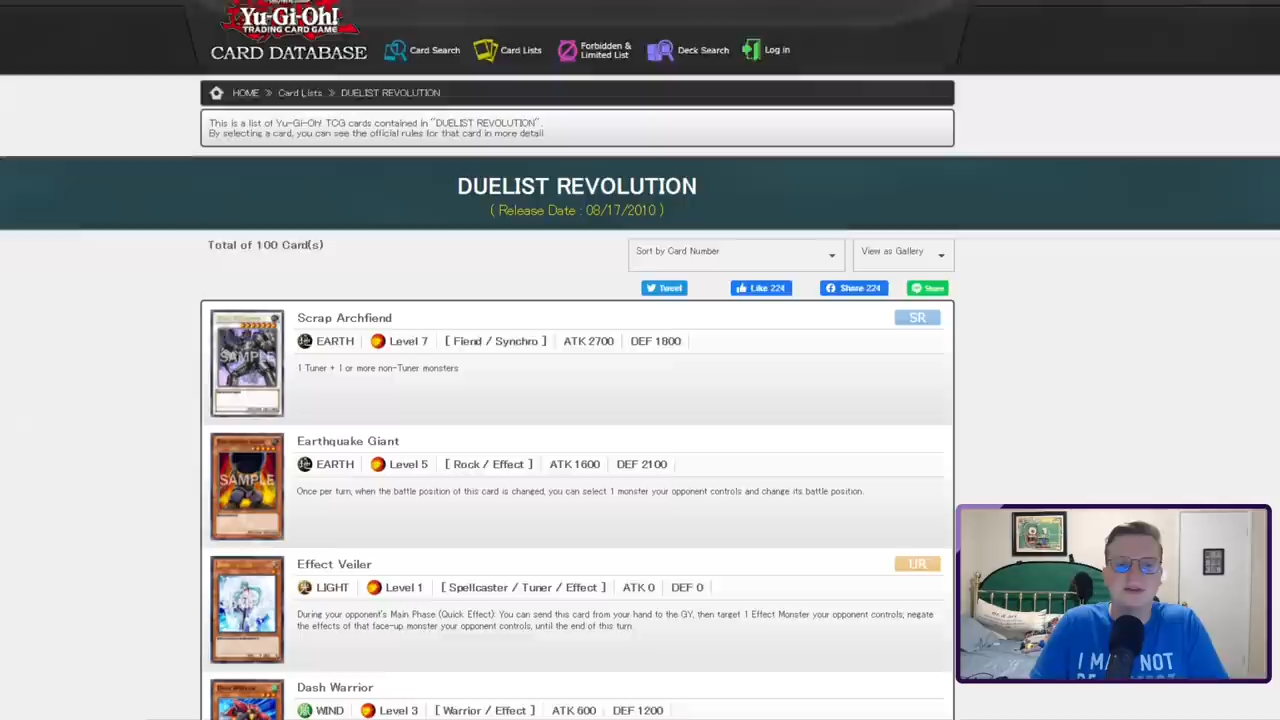 Yu-Gi-Oh!
TRADING CARD GAME
CARD DATABASE
Card Search
Card Lists
Forbidden &
Limited List
Deck Search
Log in
HOME » Card Lists » DUELIST REVOLUTION
This is a list of Yu-Gi-Oh! TCG cards contained in "DUELIST REVOLUTION".
By selecting a card, you can see the official rules for that card in more detail
DUELIST REVOLUTION
( Release Date : 08/17/2010 )
Total of 100 Card(s)
Sort by Card Number
View as Gallery
Tweet
Like 224
Share 224
Share
Scrap Archfiend
SR
EARTH Level 7 [ Fiend / Synchro ] ATK 2700 DEF 1800
1 Tuner + 1 or more non-Tuner monsters
SAMPLE
Earthquake Giant
EARTH Level 5 [ Rock / Effect ] ATK 1600 DEF 2100
SAMPLE
Once per turn, when the battle position of this card is changed, you can select 1 monster your opponent controls and change its battle position.
Effect Veiler
UR
LIGHT Level 1 [ Spellcaster / Tuner / Effect ] ATK 0 DEF 0
During your opponent's Main Phase (Quick Effect): You can send this card from your hand to the GY, then target 1 Effect Monster your opponent controls; negate
the effects of that face-up monster your opponent controls, until the end of this turn
Dash Warrior
WIND Level 3 [ Warrior / Effect ] ATK 600 DEF 1200
NOT